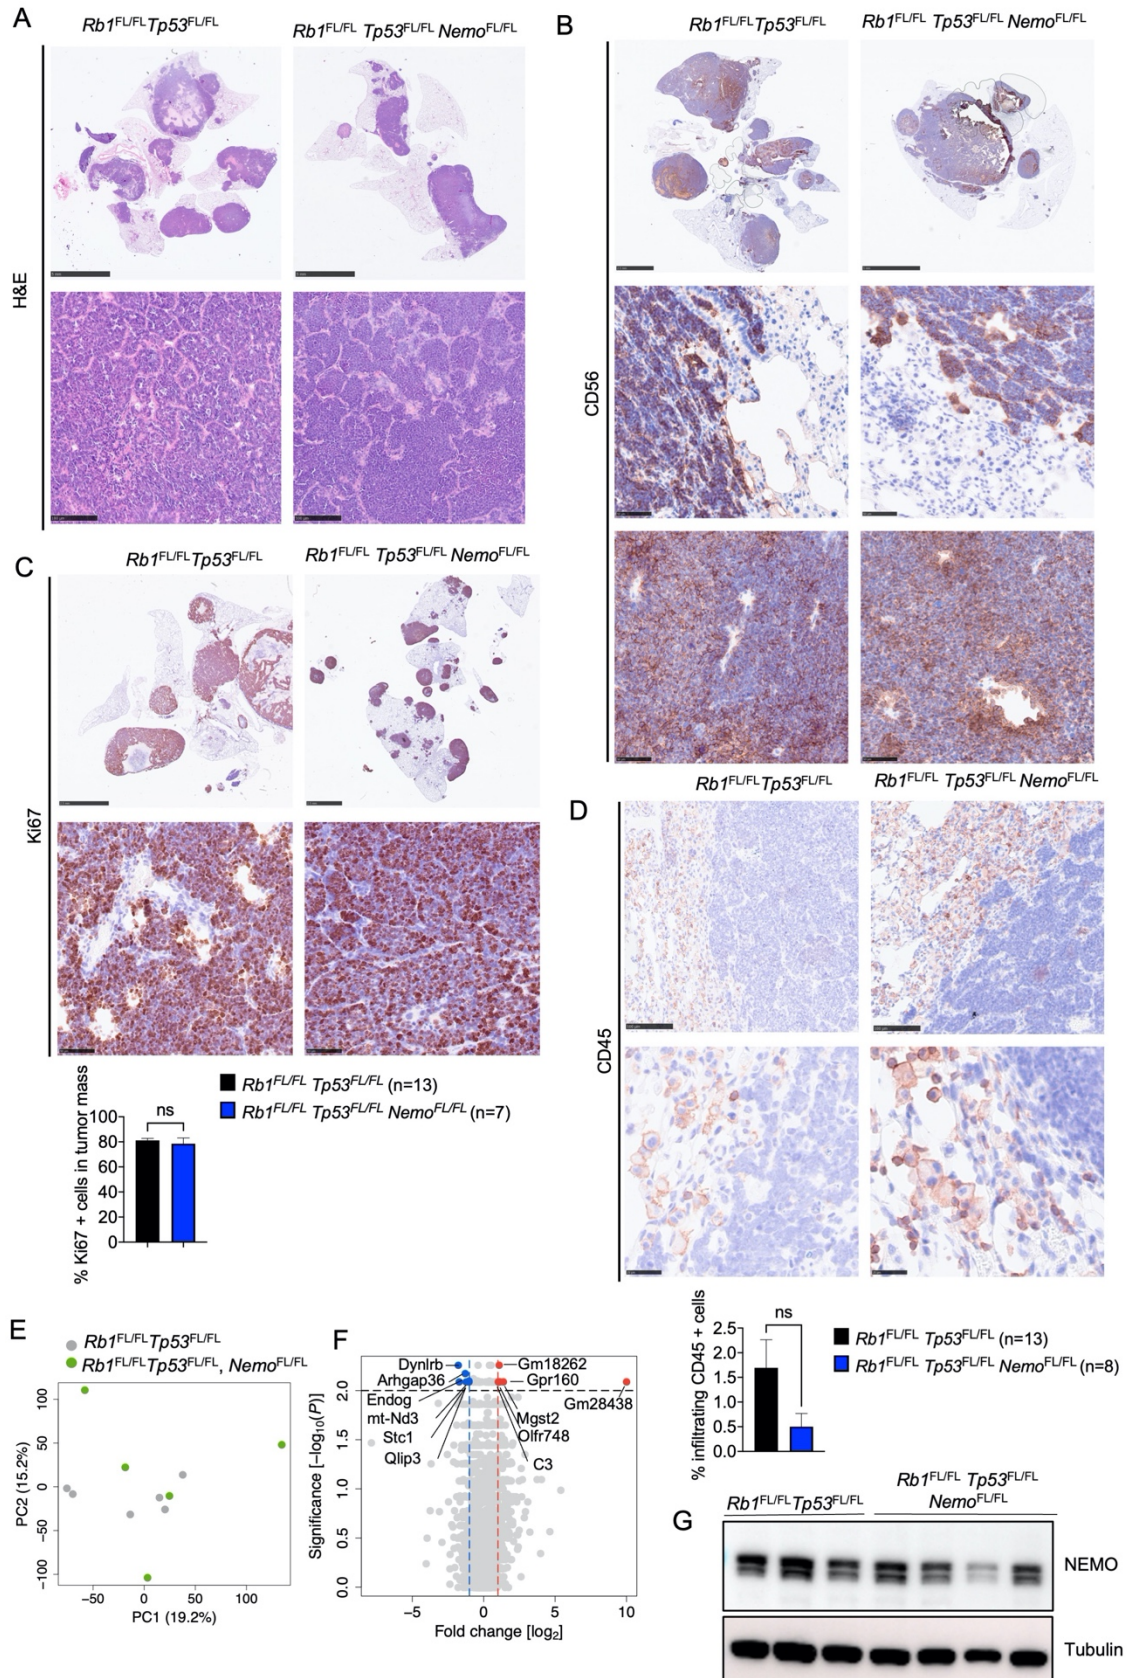 A
Rb1FL/FLTp53FL/FL
Rb1FL/FL Tp53FL/FL NemoFL/FL
H&E
B
Rb1FL/FLTp53FL/FL
Rb1FL/FL Tp53FL/FL NemoFL/FL
CD56
C
Rb1FL/FLTp53FL/FL
Rb1FL/FL Tp53FL/FL NemoFL/FL
Ki67
Rb1FL/FL Tp53FL/FL (n=13)
Rb1FL/FL Tp53FL/FL NemoFL/FL (n=7)
ns
% Ki67 + cells in tumor mass
100
80
60
40
20
0
D
Rb1FL/FLTp53FL/FL
Rb1FL/FL Tp53FL/FL NemoFL/FL
CD45
ns
% infiltrating CD45 + cells
2.5
2.0
1.5
1.0
0.5
0.0
Rb1FL/FL Tp53FL/FL (n=13)
Rb1FL/FL Tp53FL/FL NemoFL/FL (n=8)
E
Rb1FL/FLTp53FL/FL
Rb1FL/FLTp53FL/FL, NemoFL/FL
PC2 (15.2%)
100
50
0
−50
−100
−50 0 50 100
PC1 (19.2%)
F
Significance [−log10(P)]
2.0
1.5
1.0
0.5
0.0
Dynlrb
Arhgap36
Endog
mt-Nd3
Stc1
Qlip3
Gm18262
Gpr160
Gm28438
Mgst2
Olfr748
C3
−5 0 5 10
Fold change [log2]
G
Rb1FL/FLTp53FL/FL
Rb1FL/FL Tp53FL/FL
NemoFL/FL
NEMO
Tubulin